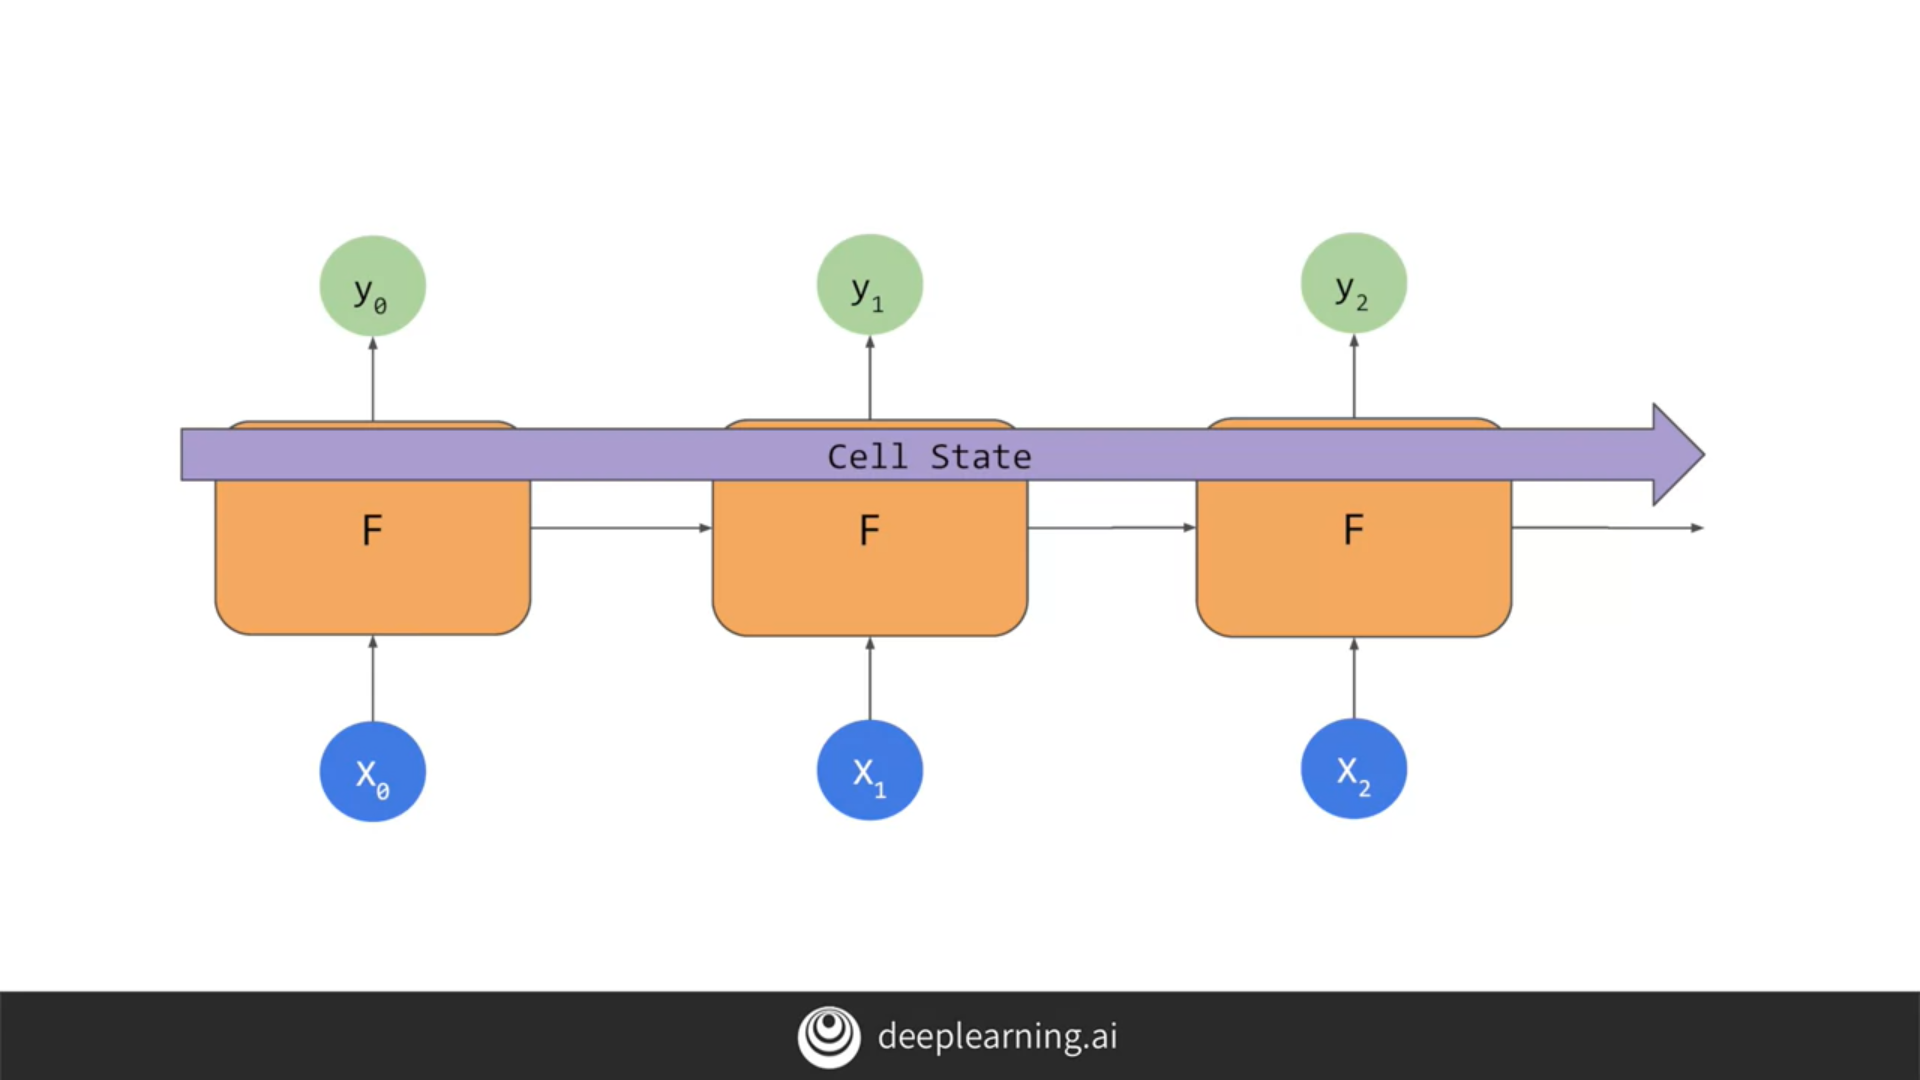 y0 y1 y2
Cell State
F F F
X0 X1 X2
deeplearning.ai